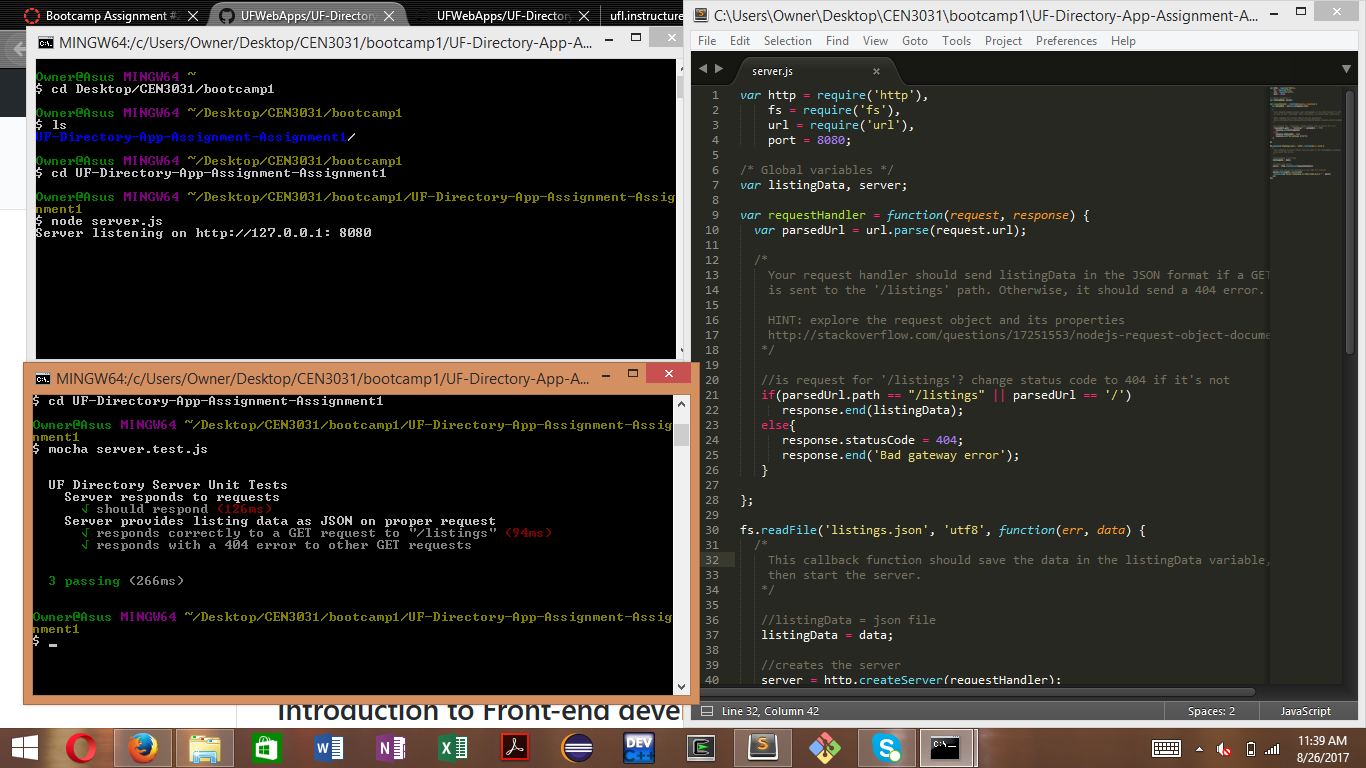 Bootcamp Assignment #
UFWebApps/UF-Directory
UFWebApps/UF-Directory
ufl.instructure
MINGW64:/c/Users/Owner/Desktop/CEN3031/bootcamp1/UF-Directory-App-A...
Owner@Asus MINGW64 ~
$ cd Desktop/CEN3031/bootcamp1
Owner@Asus MINGW64 ~/Desktop/CEN3031/bootcamp1
$ ls
UF-Directory-App-Assignment-Assignment1/
Owner@Asus MINGW64 ~/Desktop/CEN3031/bootcamp1
$ cd UF-Directory-App-Assignment-Assignment1
Owner@Asus MINGW64 ~/Desktop/CEN3031/bootcamp1/UF-Directory-App-Assignment-Assig
nment1
$ node server.js
Server listening on http://127.0.0.1: 8080
MINGW64:/c/Users/Owner/Desktop/CEN3031/bootcamp1/UF-Directory-App-A...
$ cd UF-Directory-App-Assignment-Assignment1
Owner@Asus MINGW64 ~/Desktop/CEN3031/bootcamp1/UF-Directory-App-Assignment-Assig
nment1
$ mocha server.test.js
UF Directory Server Unit Tests
Server responds to requests
√ should respond (126ms)
Server provides listing data as JSON on proper request
√ responds correctly to a GET request to "/listings" (94ms)
√ responds with a 404 error to other GET requests
3 passing (266ms)
Owner@Asus MINGW64 ~/Desktop/CEN3031/bootcamp1/UF-Directory-App-Assignment-Assig
nment1
$
Introduction to Front-end deve
C:\Users\Owner\Desktop\CEN3031\bootcamp1\UF-Directory-App-Assignment-A...
File Edit Selection Find View Goto Tools Project Preferences Help
server.js
1 var http = require('http'),
2 fs = require('fs'),
3 url = require('url'),
4 port = 8080;
5
6 /* Global variables */
7 var listingData, server;
8
9 var requestHandler = function(request, response) {
10 var parsedUrl = url.parse(request.url);
11
12 /*
13 Your request handler should send listingData in the JSON format if a GET
14 is sent to the '/listings' path. Otherwise, it should send a 404 error.
15
16 HINT: explore the request object and its properties
17 http://stackoverflow.com/questions/17251553/nodejs-request-object-docume
18 */
19
20 //is request for '/listings'? change status code to 404 if it's not
21 if(parsedUrl.path == "/listings" || parsedUrl == '/')
22 response.end(listingData);
23 else{
24 response.statusCode = 404;
25 response.end('Bad gateway error');
26 }
27
28 };
29
30 fs.readFile('listings.json', 'utf8', function(err, data) {
31 /*
32 This callback function should save the data in the listingData variable,
33 then start the server.
34 */
35
36 //listingData = json file
37 listingData = data;
38
39 //creates the server
40 server = http.createServer(requestHandler);
Line 32, Column 42
Spaces: 2
JavaScript
DEV
C++
11:39 AM
8/26/2017